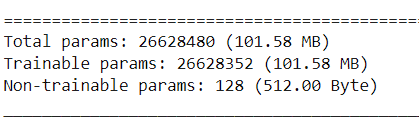 =================================================
Total params: 26628480 (101.58 MB)
Trainable params: 26628352 (101.58 MB)
Non-trainable params: 128 (512.00 Byte)
_________________________________________________